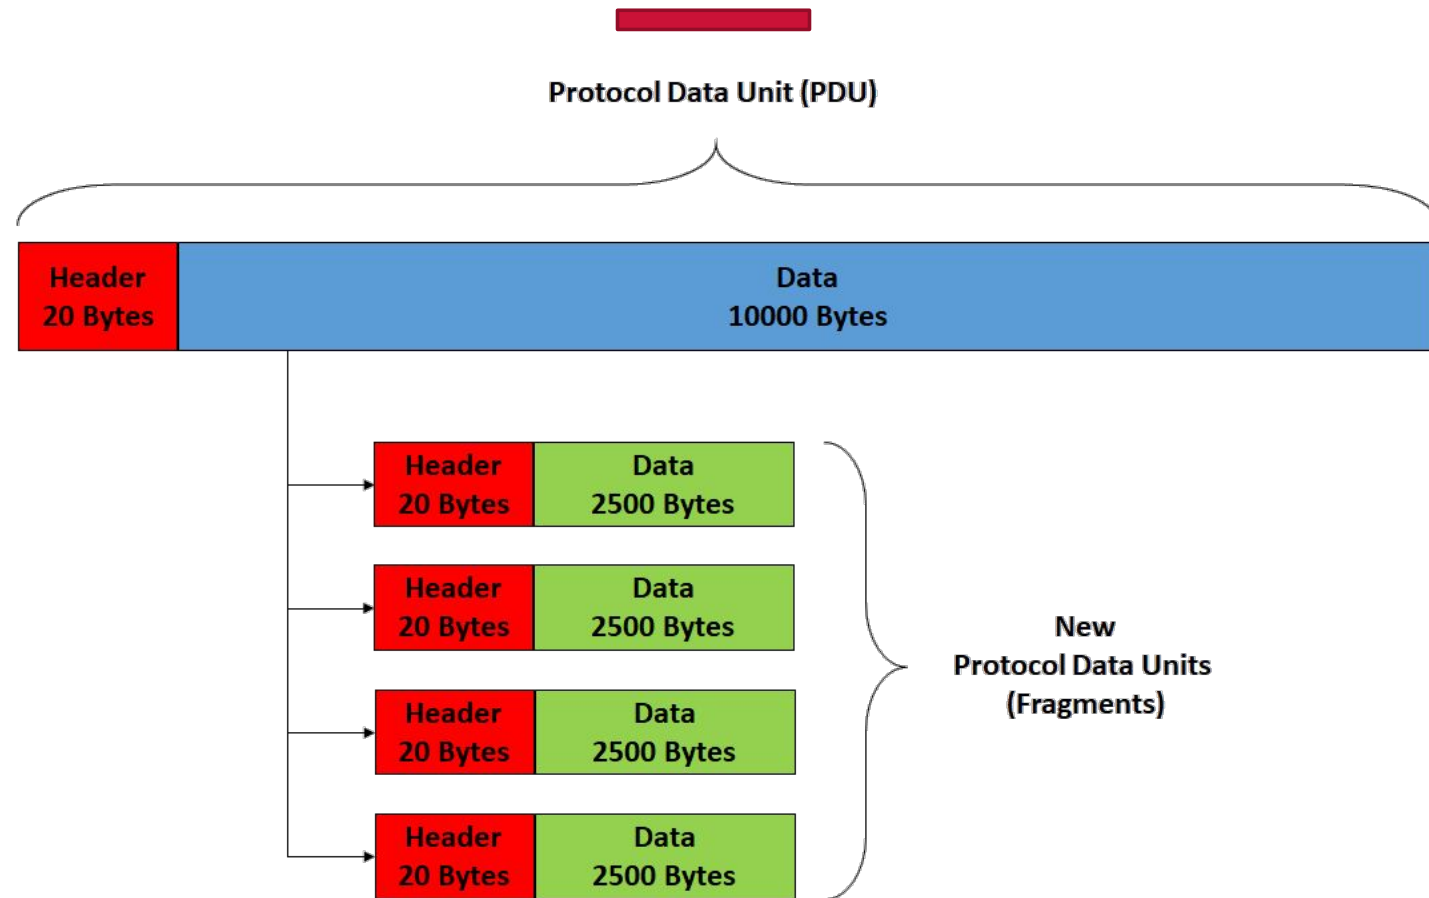 Protocol Data Unit (PDU)
Header
20 Bytes
Data
10000 Bytes
Header
20 Bytes
Data
2500 Bytes
Header
20 Bytes
Data
2500 Bytes
New
Protocol Data Units
(Fragments)
Header
20 Bytes
Data
2500 Bytes
Header
20 Bytes
Data
2500 Bytes